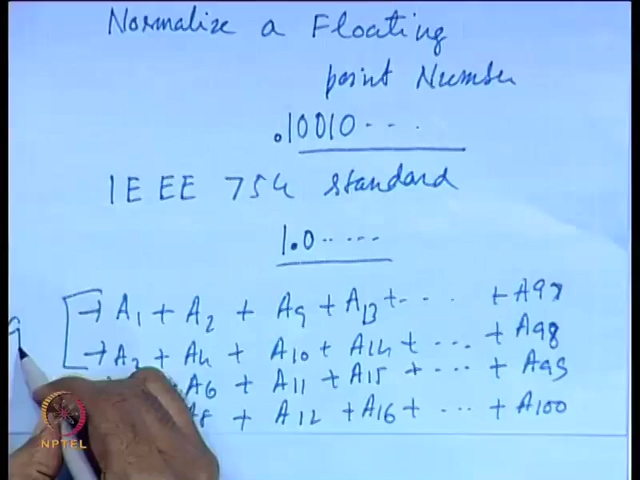 Normalize a Floating
point Number
.10010...
IEEE 754 standard
1.0.....
→ A1 + A2 + A9 + A13 + ... + A97
→ A3 + A4 + A10 + A14 + ... + A98
A6 + A11 + A15 + ... + A99
A8 + A12 + A16 + ... + A100
NPTEL